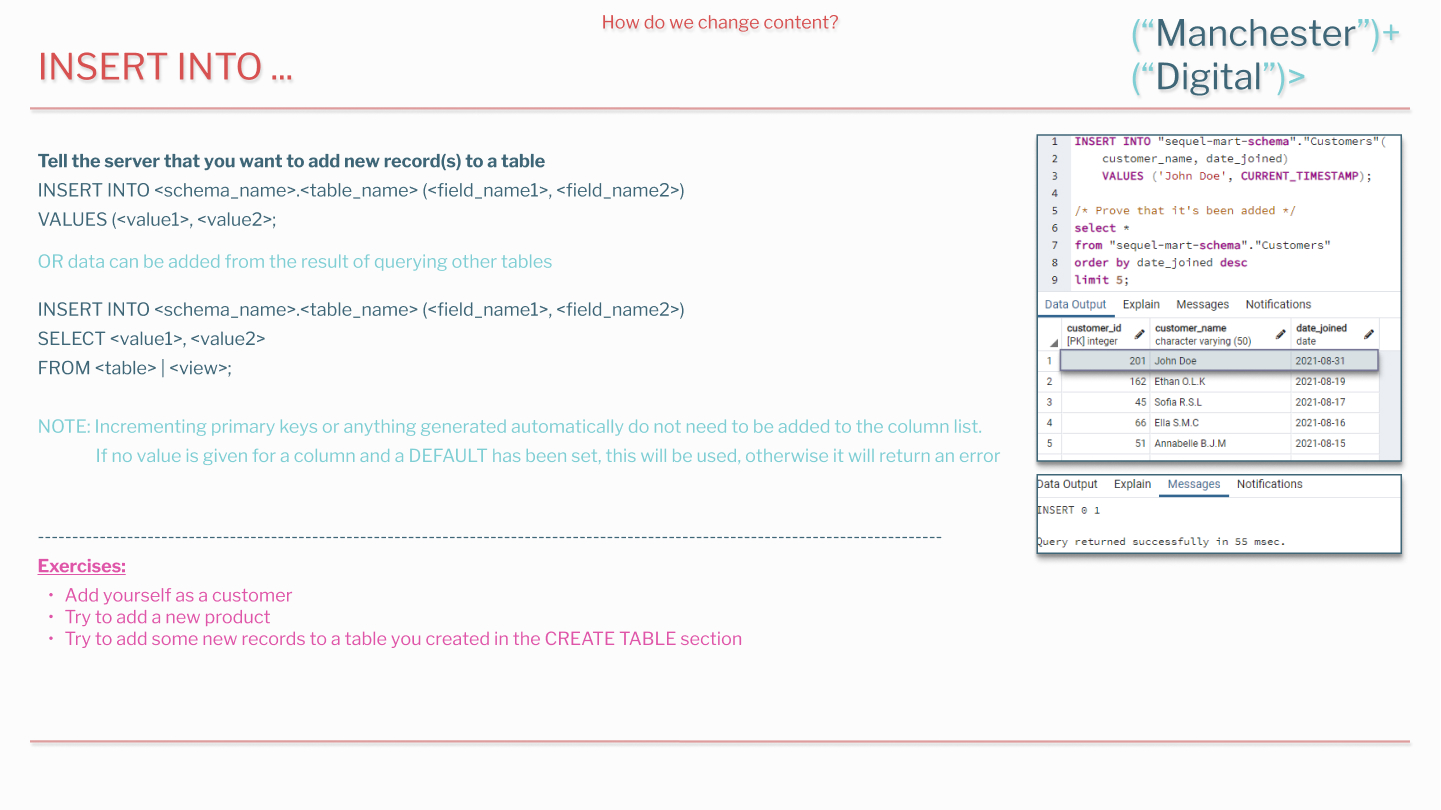 How do we change content?
("Manchester")+
("Digital")>
INSERT INTO ...
Tell the server that you want to add new record(s) to a table
INSERT INTO <schema_name>.<table_name> (<field_name1>, <field_name2>)
VALUES (<value1>, <value2>;
OR data can be added from the result of querying other tables
INSERT INTO <schema_name>.<table_name> (<field_name1>, <field_name2>)
SELECT <value1>, <value2>
FROM <table> | <view>;
NOTE: Incrementing primary keys or anything generated automatically do not need to be added to the column list.
If no value is given for a column and a DEFAULT has been set, this will be used, otherwise it will return an error
--------------------------------------------------------------------------------------------------------------------------------------
Exercises:
• Add yourself as a customer
• Try to add a new product
• Try to add some new records to a table you created in the CREATE TABLE section
1 INSERT INTO "sequel-mart-schema"."Customers"(
2 customer_name, date_joined)
3 VALUES ('John Doe', CURRENT_TIMESTAMP);
4
5 /* Prove that it's been added */
6 select *
7 from "sequel-mart-schema"."Customers"
8 order by date_joined desc
9 limit 5;
Data Output Explain Messages Notifications
customer_id customer_name date_joined
[PK] integer character varying (50) date
1 201 John Doe 2021-08-31
2 162 Ethan O.L.K 2021-08-19
3 45 Sofia R.S.L 2021-08-17
4 66 Ella S.M.C 2021-08-16
5 51 Annabelle B.J.M 2021-08-15
Data Output Explain Messages Notifications
INSERT 0 1
Query returned successfully in 55 msec.